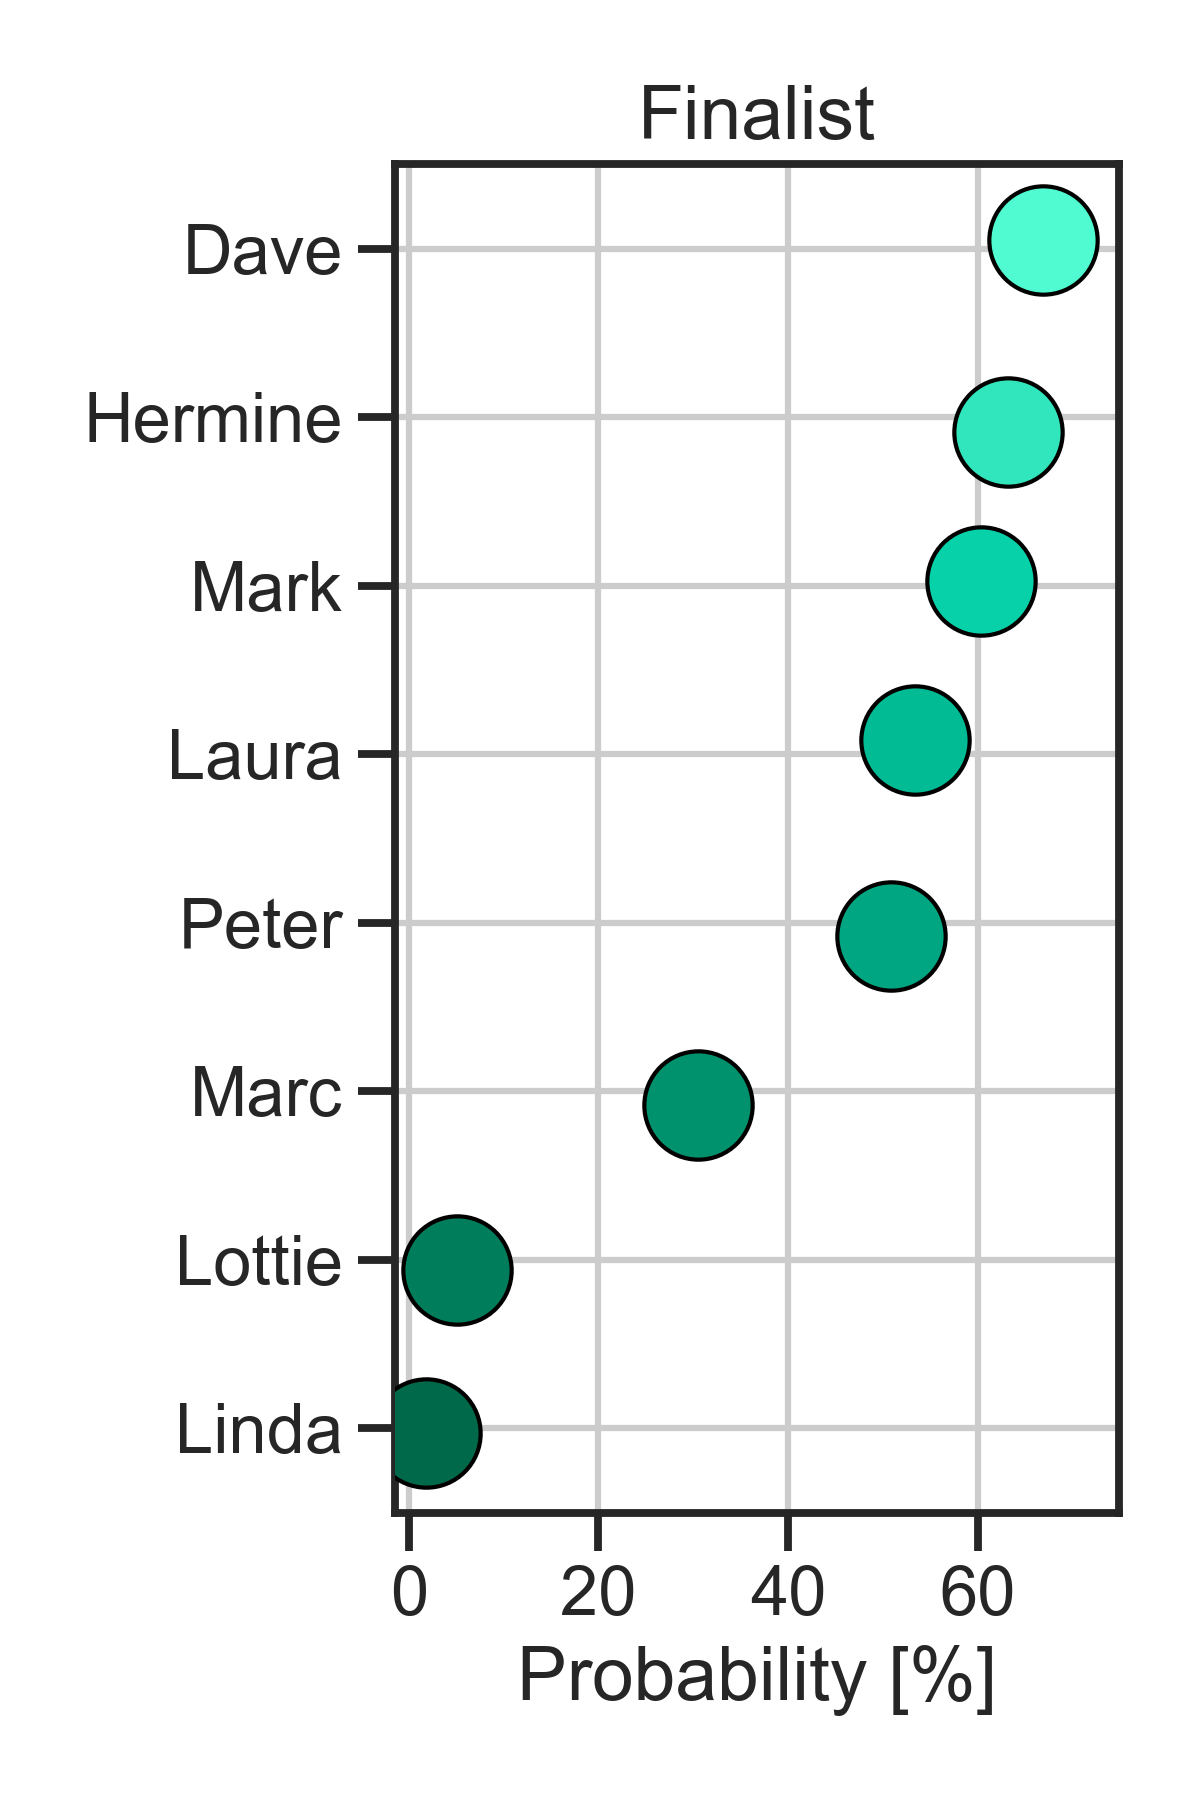 Finalist
Dave
Hermine
Mark
Laura
Peter
Marc
Lottie
Linda
0 20 40 60
Probability [%]